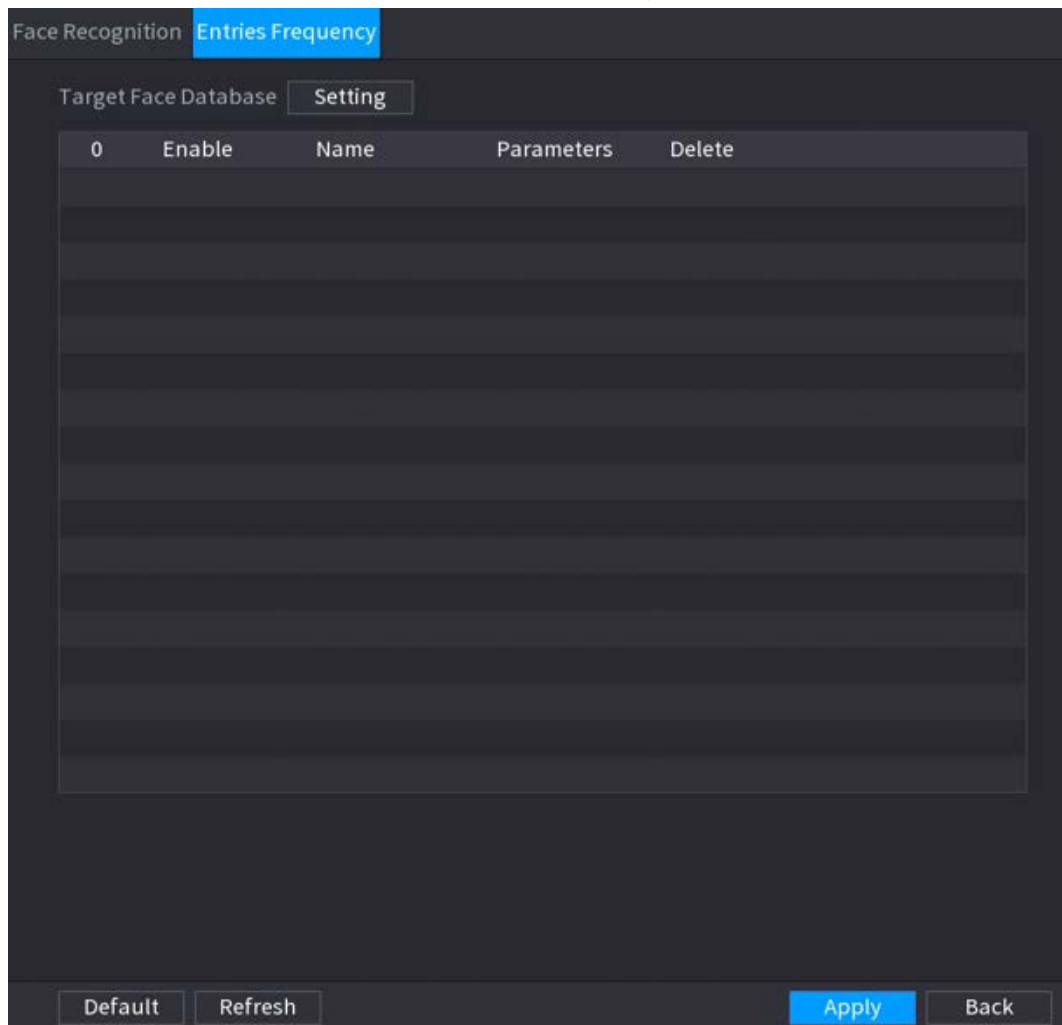 Face Recognition Entries Frequency
Target Face Database Setting
0 Enable Name Parameters Delete
Default Refresh Apply Back